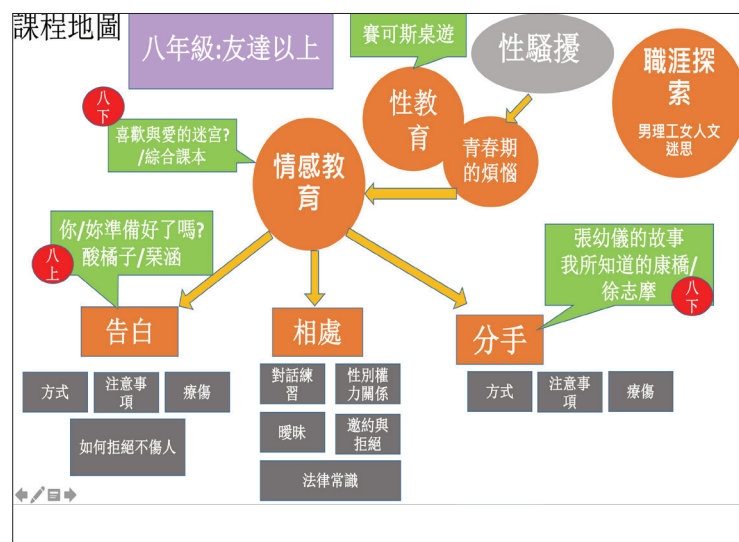 課程地圖
八年級:友達以上
賽可斯桌遊
性騷擾
職涯探
索
男理工女人文
迷思
性教
育
青春期
的煩惱
八
下
喜歡與愛的迷宮?
/綜合課本
情感教
育
你/妳準備好了嗎?
酸橘子/琹涵
八
上
張幼儀的故事
我所知道的康橋/
徐志摩
八
下
告白
相處
分手
方式
注意事
項
療傷
如何拒絕不傷人
對話練
習
性別權
力關係
曖昧
邀約與
拒絕
法律常識
方式
注意事
項
療傷